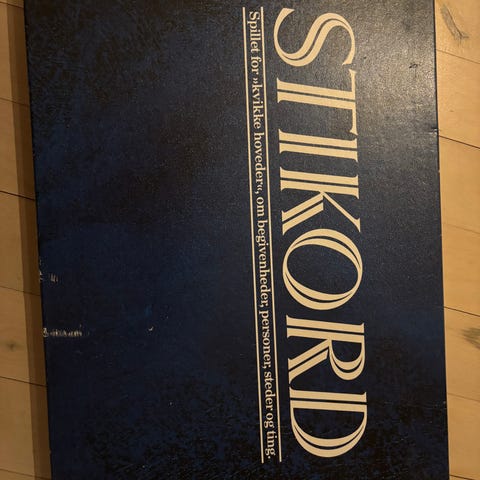 STIKORD
Spillet for »kvikke hoveder«, om begivenheder, personer, steder og ting.